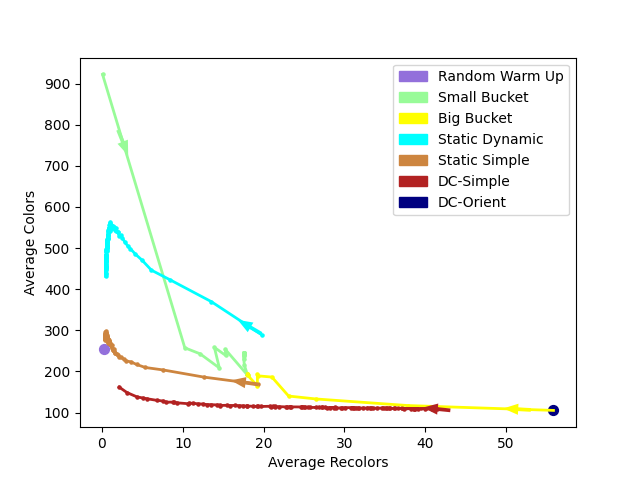 Random Warm Up
Small Bucket
Big Bucket
Static Dynamic
Static Simple
DC-Simple
DC-Orient
900
800
700
600
500
400
300
200
100
Average Colors
0 10 20 30 40 50
Average Recolors